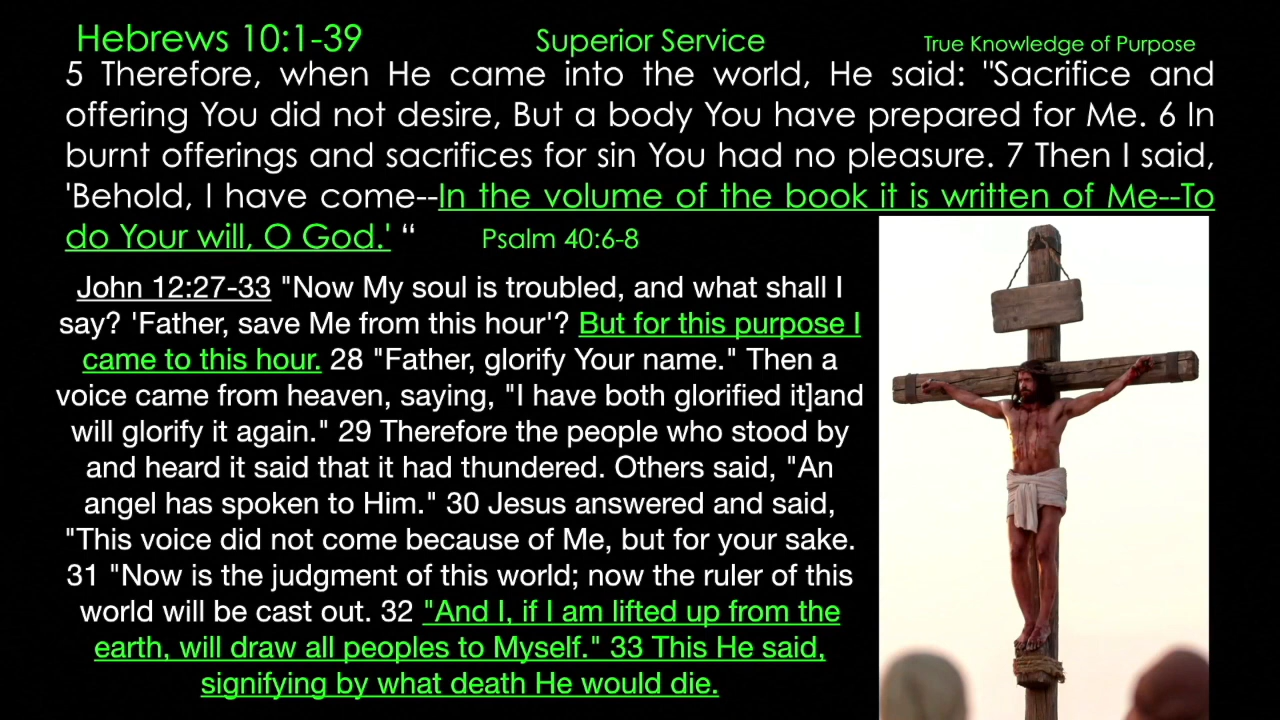 Hebrews 10:1-39 Superior Service True Knowledge of Purpose
5 Therefore, when He came into the world, He said: "Sacrifice and
offering You did not desire, But a body You have prepared for Me. 6 In
burnt offerings and sacrifices for sin You had no pleasure. 7 Then I said,
'Behold, I have come--In the volume of the book it is written of Me--To
do Your will, O God.' “ Psalm 40:6-8
John 12:27-33 "Now My soul is troubled, and what shall I
say? 'Father, save Me from this hour'? But for this purpose I
came to this hour. 28 "Father, glorify Your name." Then a
voice came from heaven, saying, "I have both glorified it]and
will glorify it again." 29 Therefore the people who stood by
and heard it said that it had thundered. Others said, "An
angel has spoken to Him." 30 Jesus answered and said,
"This voice did not come because of Me, but for your sake.
31 "Now is the judgment of this world; now the ruler of this
world will be cast out. 32 "And I, if I am lifted up from the
earth, will draw all peoples to Myself." 33 This He said,
signifying by what death He would die.